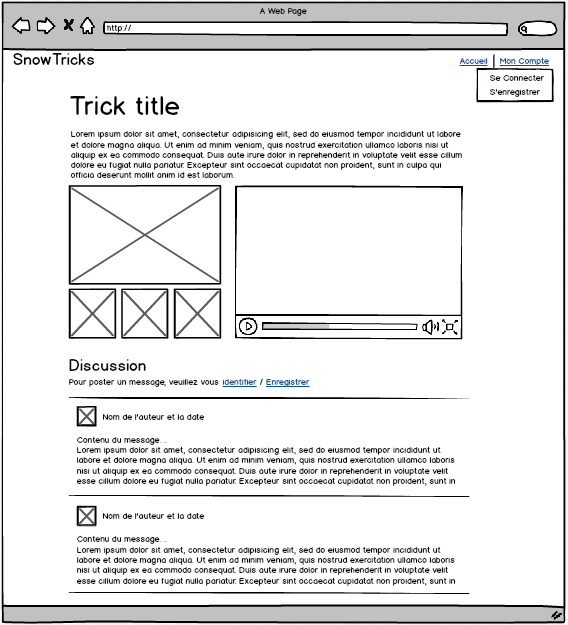 A Web Page
http://
SnowTricks
Accueil | Mon Compte
Se Connecter
S'enregistrer
Trick title
Lorem ipsum dolor sit amet, consectetur adipisicing elit, sed do eiusmod tempor incididunt ut labore
et dolore magna aliqua. Ut enim ad minim veniam, quis nostrud exercitation ullamco laboris nisi ut
aliquip ex ea commodo consequat. Duis aute irure dolor in reprehenderit in voluptate velit esse cillum
dolore eu fugiat nulla pariatur. Excepteur sint occaecat cupidatat non proident, sunt in culpa qui
officia deserunt mollit anim id est laborum.
Discussion
Pour poster un message, veuillez vous identifier / Enregistrer
Nom de l'auteur et la date
Contenu du message...
Lorem ipsum dolor sit amet, consectetur adipisicing elit, sed do eiusmod tempor incididunt ut
labore et dolore magna aliqua. Ut enim ad minim veniam, quis nostrud exercitation ullamco laboris
nisi ut aliquip ex ea commodo consequat. Duis aute irure dolor in reprehenderit in voluptate velit
esse cillum dolore eu fugiat nulla pariatur. Excepteur sint occaecat cupidatat non proident, sunt in
Nom de l'auteur et la date
Contenu du message...
Lorem ipsum dolor sit amet, consectetur adipisicing elit, sed do eiusmod tempor incididunt ut
labore et dolore magna aliqua. Ut enim ad minim veniam, quis nostrud exercitation ullamco laboris
nisi ut aliquip ex ea commodo consequat. Duis aute irure dolor in reprehenderit in voluptate velit
esse cillum dolore eu fugiat nulla pariatur. Excepteur sint occaecat cupidatat non proident, sunt in